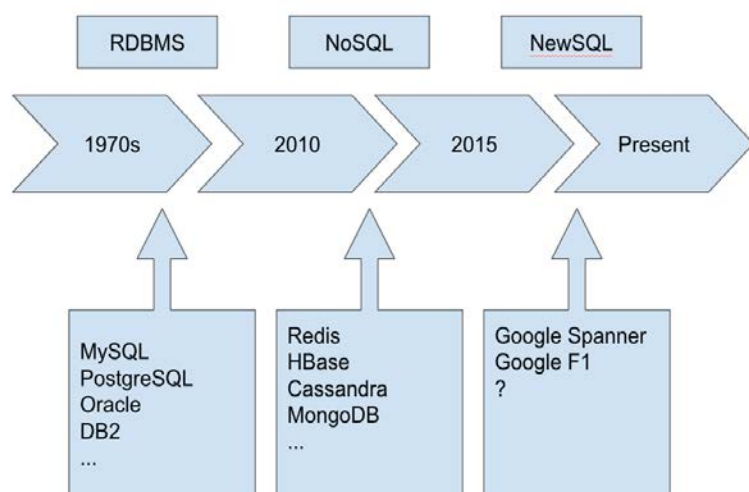 RDBMS
NoSQL
NewSQL
1970s
2010
2015
Present
MySQL
PostgreSQL
Oracle
DB2
...
Redis
HBase
Cassandra
MongoDB
...
Google Spanner
Google F1
?